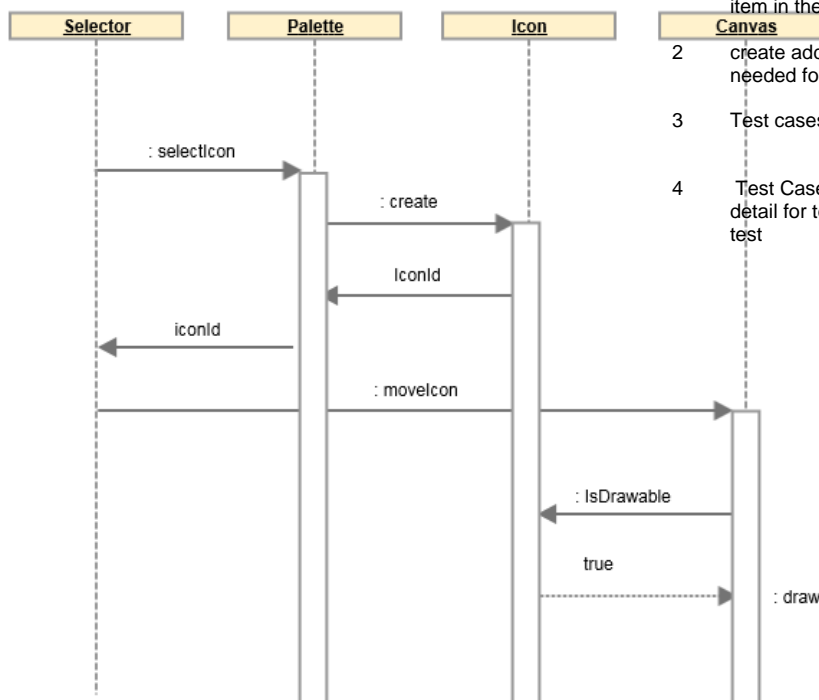 item in the
Selector
Palette
Icon
Canvas
2 create add
needed fo
: selectIcon
3 Test cases
4 Test Case
detail for t
test
: create
IconId
iconId
: moveIcon
: IsDrawable
true
: draw